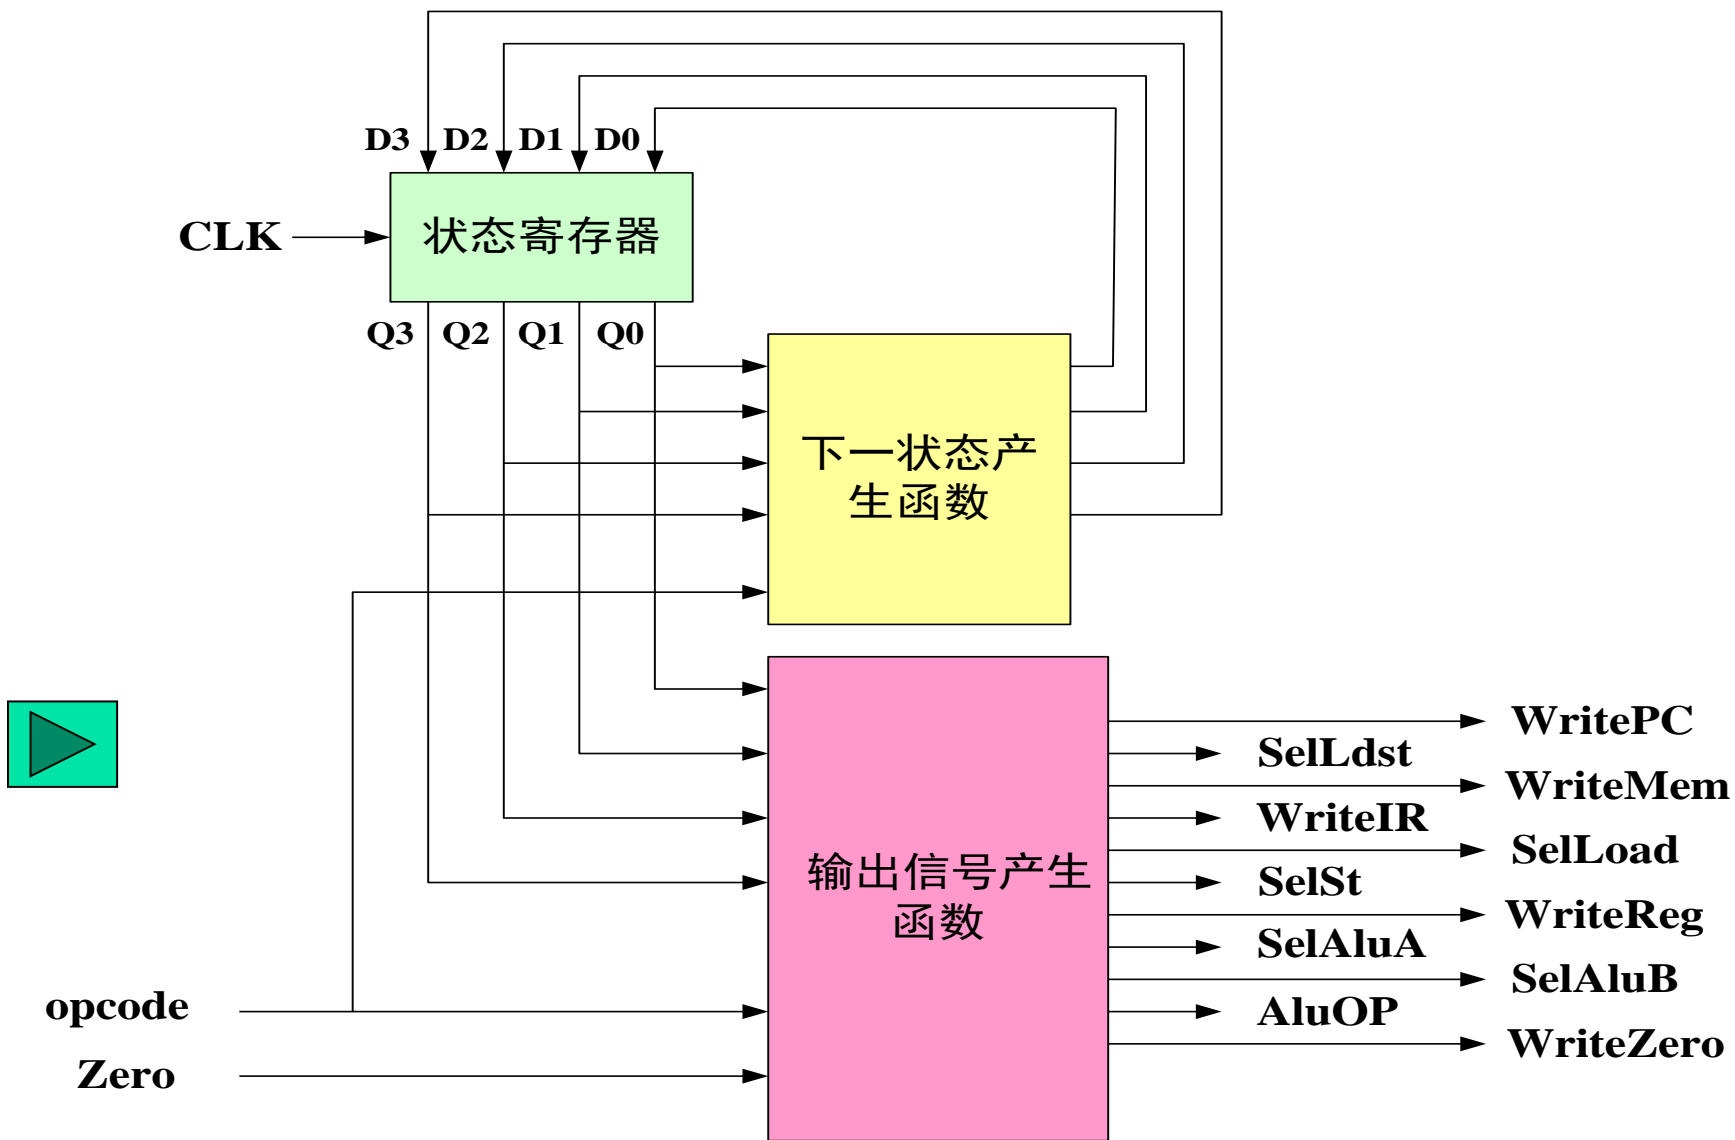 D3 D2 D1 D0
CLK
状态寄存器
Q3 Q2 Q1 Q0
下一状态产
生函数
WritePC
SelLdst
WriteMem
WriteIR
SelLoad
输出信号产生
函数
SelSt
WriteReg
SelAluA
SelAluB
opcode
AluOP
WriteZero
Zero